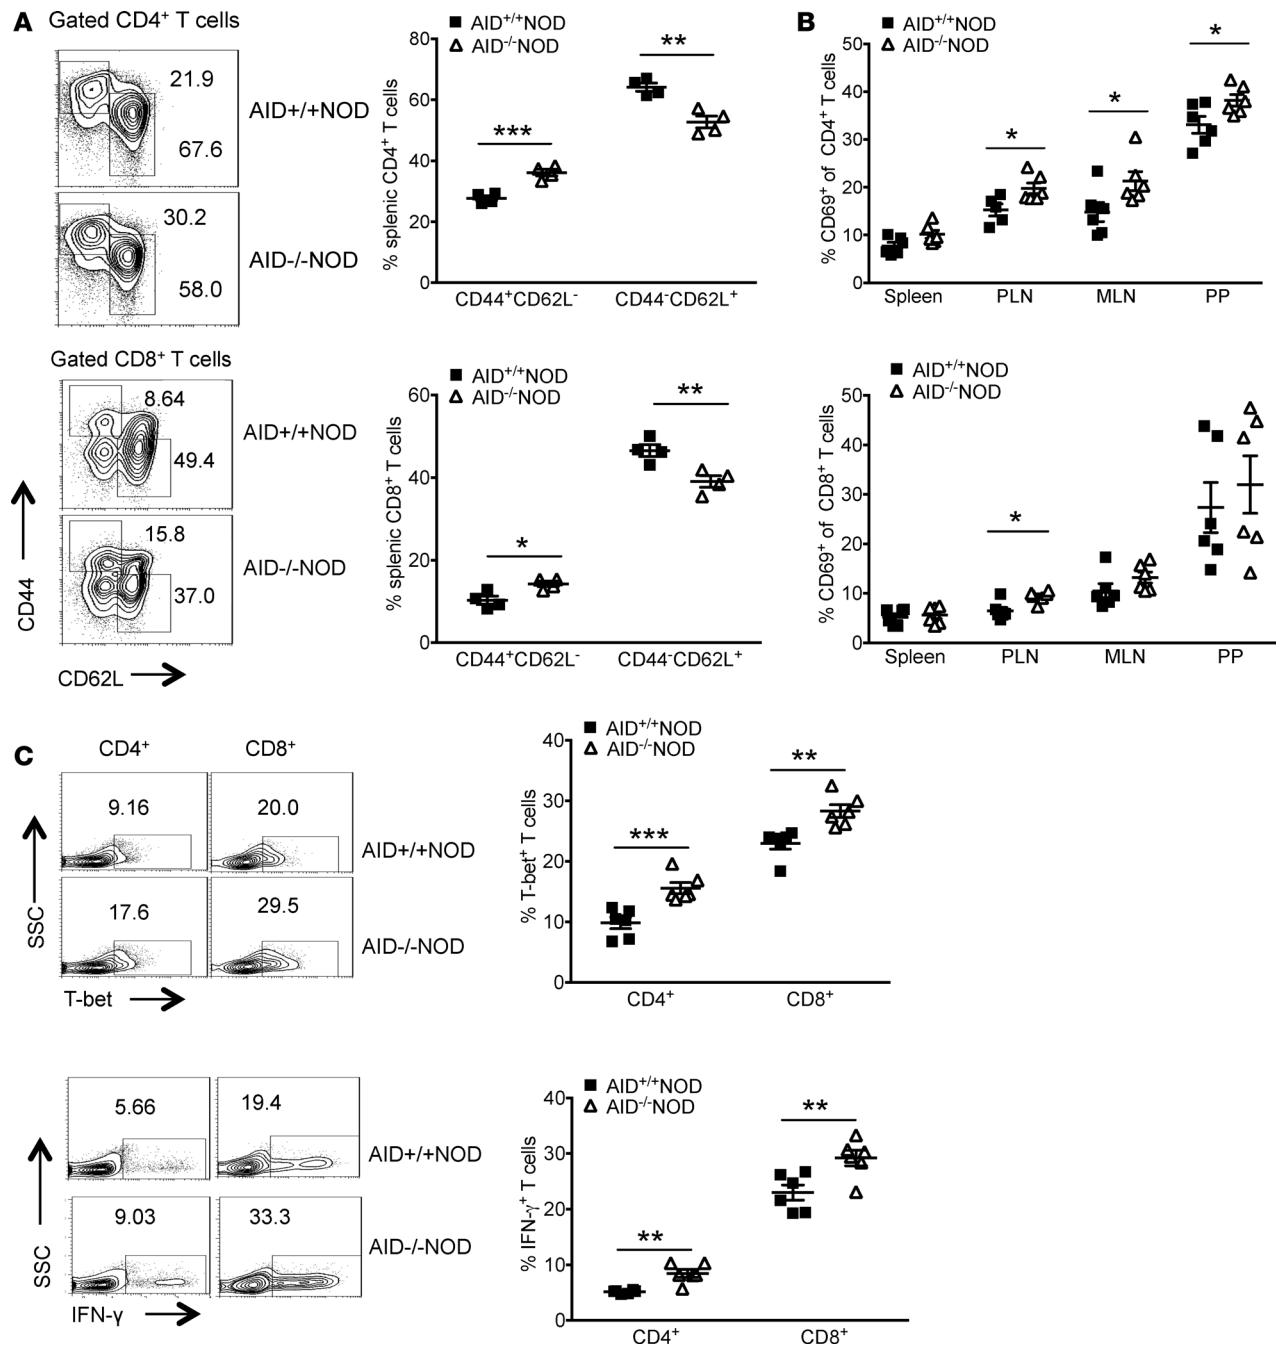 A
Gated CD4⁺ T cells
21.9
67.6
AID+/+NOD
30.2
58.0
AID-/-NOD
Gated CD8⁺ T cells
8.64
49.4
AID+/+NOD
15.8
37.0
AID-/-NOD
CD44
CD62L
AID⁺/⁺NOD
AID⁻/⁻NOD
% splenic CD4⁺ T cells
80
60
40
20
0
***
**
CD44⁺CD62L⁻
CD44⁻CD62L⁺
AID⁺/⁺NOD
AID⁻/⁻NOD
% splenic CD8⁺ T cells
60
40
20
0
*
**
CD44⁺CD62L⁻
CD44⁻CD62L⁺
B
AID⁺/⁺NOD
AID⁻/⁻NOD
% CD69⁺ of CD4⁺ T cells
50
40
30
20
10
0
*
*
*
Spleen
PLN
MLN
PP
AID⁺/⁺NOD
AID⁻/⁻NOD
% CD69⁺ of CD8⁺ T cells
50
40
30
20
10
0
*
Spleen
PLN
MLN
PP
C
CD4⁺
CD8⁺
9.16
20.0
AID+/+NOD
17.6
29.5
AID-/-NOD
SSC
T-bet
AID⁺/⁺NOD
AID⁻/⁻NOD
% T-bet⁺ T cells
40
30
20
10
0
***
**
CD4⁺
CD8⁺
5.66
19.4
AID+/+NOD
9.03
33.3
AID-/-NOD
SSC
IFN-γ
AID⁺/⁺NOD
AID⁻/⁻NOD
% IFN-γ⁺ T cells
40
30
20
10
0
**
**
CD4⁺
CD8⁺